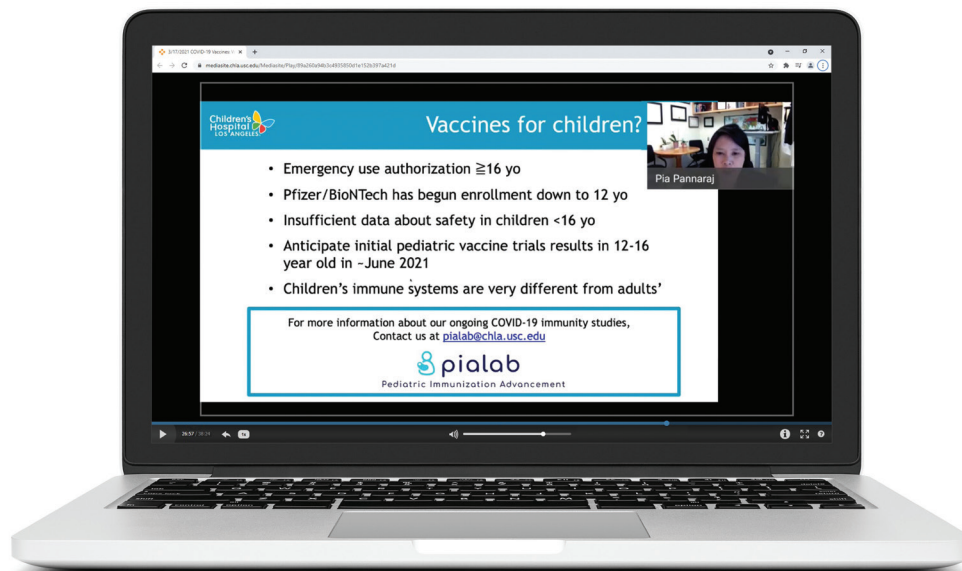 3/17/2021 COVID-19 Vaccines
mediasite.chla.usc.edu/Mediasite/Play/
Children's
Hospital
LOS ANGELES
Vaccines for children?
Pia Pannaraj
• Emergency use authorization ≧16 yo
• Pfizer/BioNTech has begun enrollment down to 12 yo
• Insufficient data about safety in children <16 yo
• Anticipate initial pediatric vaccine trials results in 12-16
year old in ~June 2021
• Children's immune systems are very different from adults'
For more information about our ongoing COVID-19 immunity studies,
Contact us at pialab@chla.usc.edu
pialab
Pediatric Immunization Advancement